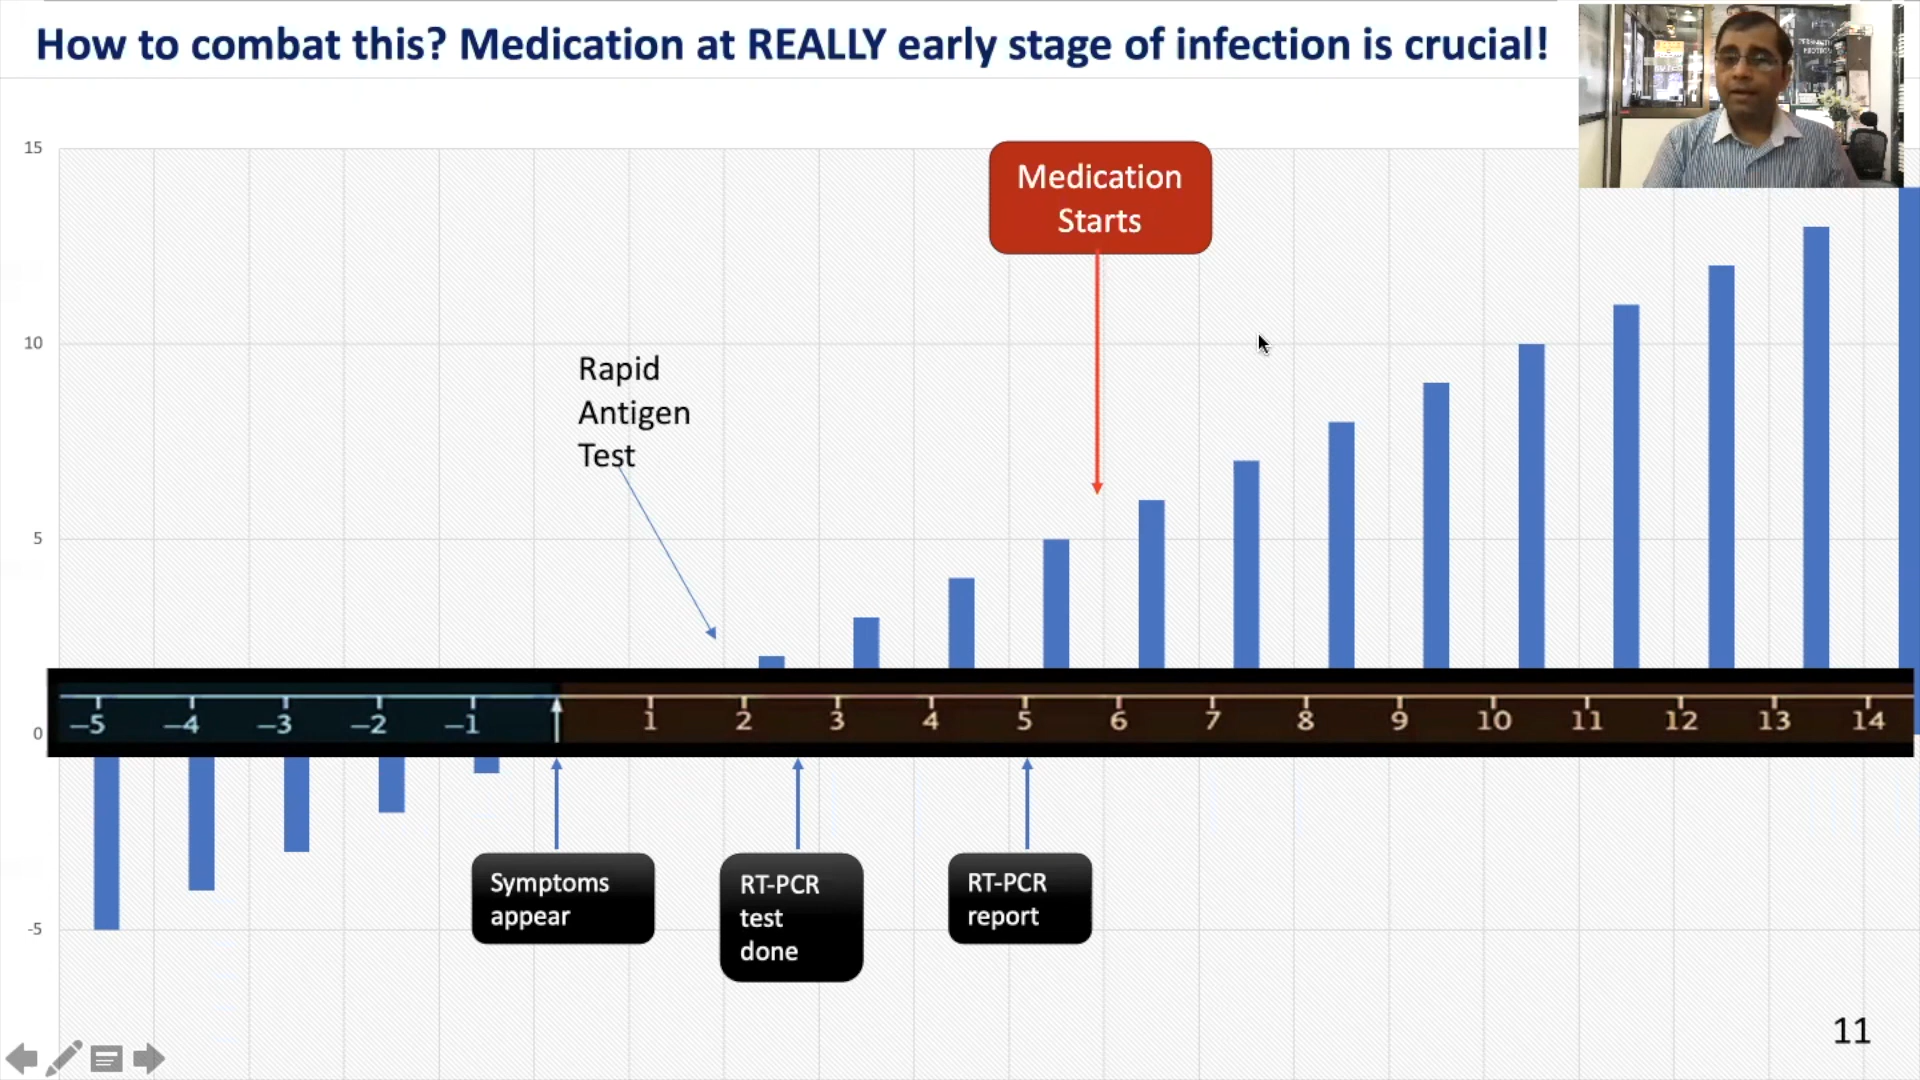 How to combat this? Medication at REALLY early stage of infection is crucial!
15
Medication
Starts
10
Rapid
Antigen
Test
5
–5 –4 –3 –2 –1 1 2 3 4 5 6 7 8 9 10 11 12 13 14
0
Symptoms
appear
RT-PCR
test
done
RT-PCR
report
-5
11